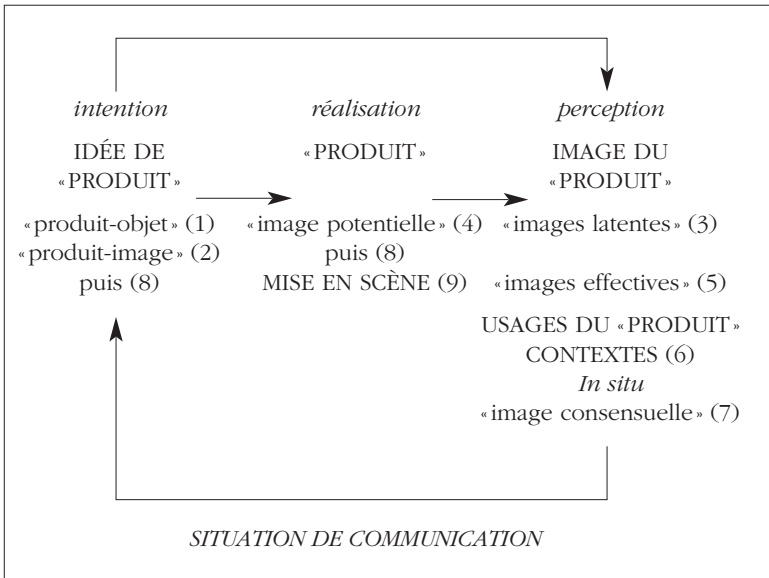 intention
IDÉE DE
«PRODUIT»
«produit-objet» (1)
«produit-image» (2)
puis (8)
réalisation
«PRODUIT»
«image potentielle» (4)
puis (8)
MISE EN SCÈNE (9)
perception
IMAGE DU
«PRODUIT»
«images latentes» (3)
«images effectives» (5)
USAGES DU «PRODUIT»
CONTEXTES (6)
In situ
«image consensuelle» (7)
SITUATION DE COMMUNICATION